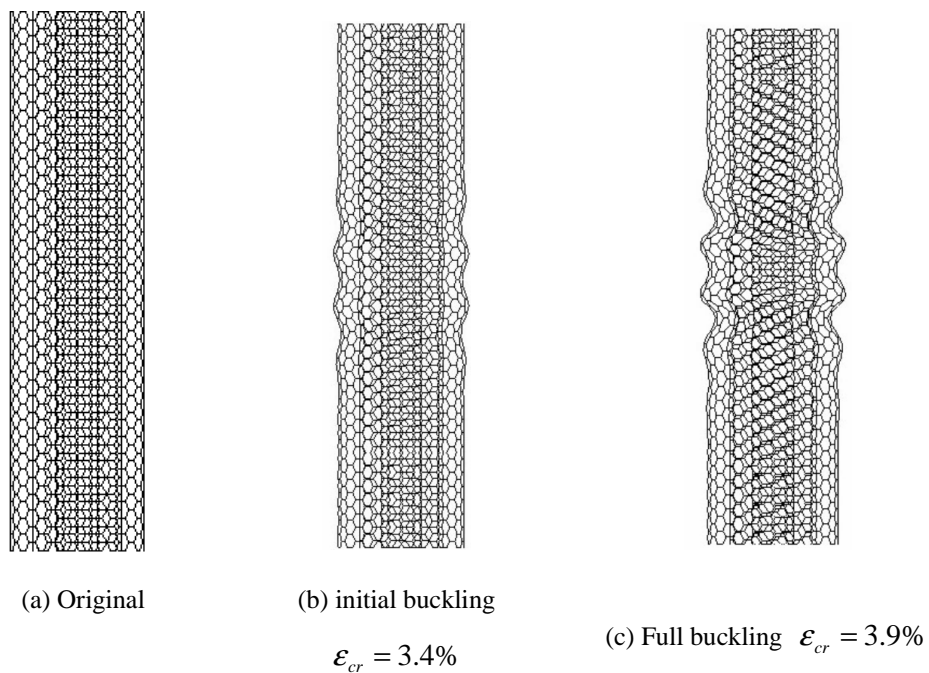 (a) Original
(b) initial buckling
ε_cr = 3.4%
(c) Full buckling ε_cr = 3.9%